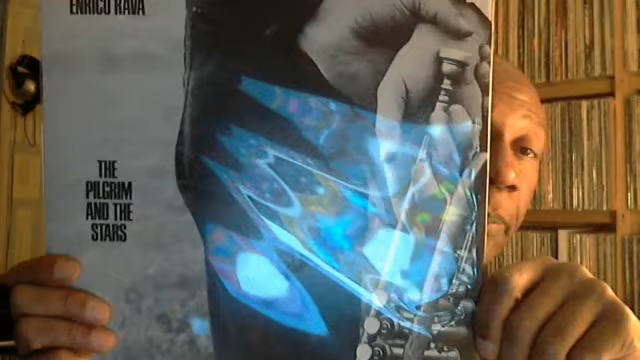 ENRICO RAVA
THE
PILGRIM
AND THE
STARS